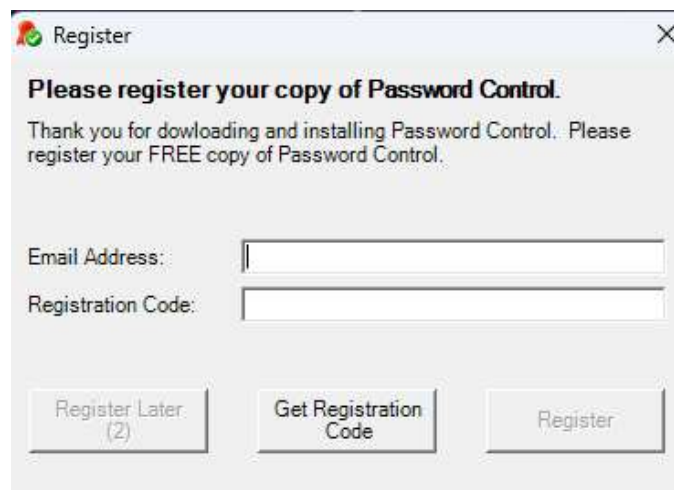 Register
Please register your copy of Password Control.
Thank you for dowloading and installing Password Control. Please
register your FREE copy of Password Control.
Email Address:
Registration Code:
Register Later
(2)
Get Registration
Code
Register